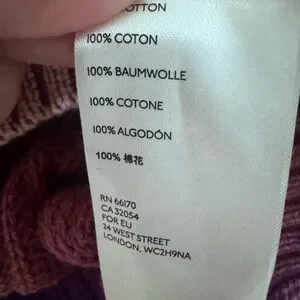 COTTON
100% COTON
100% BAUMWOLLE
100% COTONE
100% ALGODÓN
100% 棉花
RN 66170
CA 32054
FOR EU
24 WEST STREET
LONDON, WC2H9NA